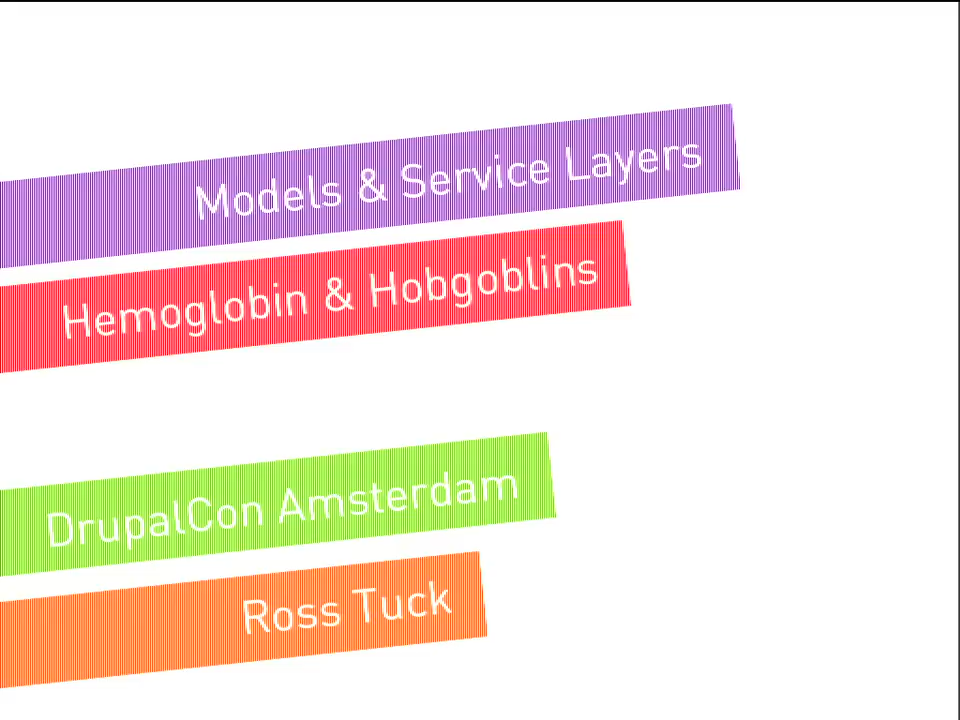 Models & Service Layers
Hemoglobin & Hobgoblins
DrupalCon Amsterdam
Ross Tuck